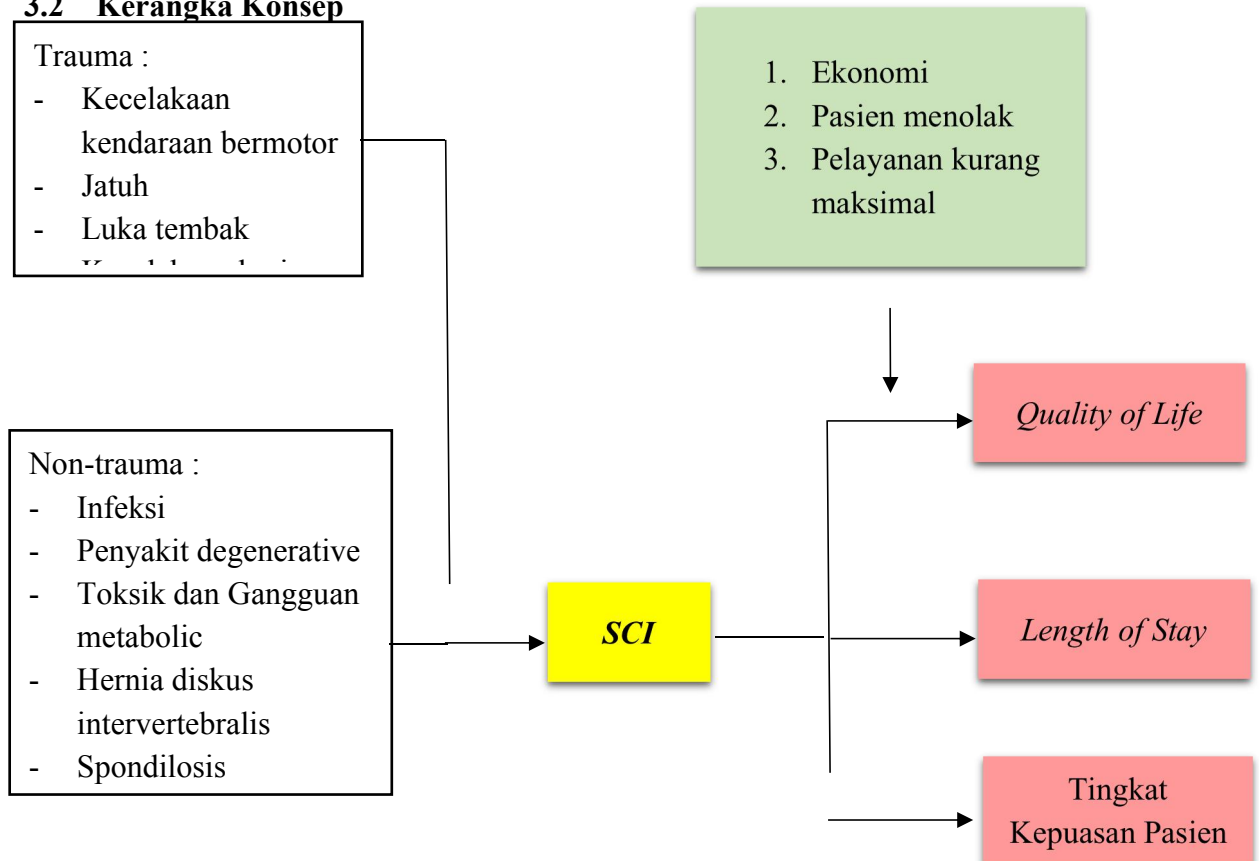 3.2 Kerangka Konsep
Trauma :
- Kecelakaan
kendaraan bermotor
- Jatuh
- Luka tembak
1. Ekonomi
2. Pasien menolak
3. Pelayanan kurang
maksimal
Non-trauma :
- Infeksi
- Penyakit degenerative
- Toksik dan Gangguan
metabolic
- Hernia diskus
intervertebralis
- Spondilosis
SCI
Quality of Life
Length of Stay
Tingkat
Kepuasan Pasien